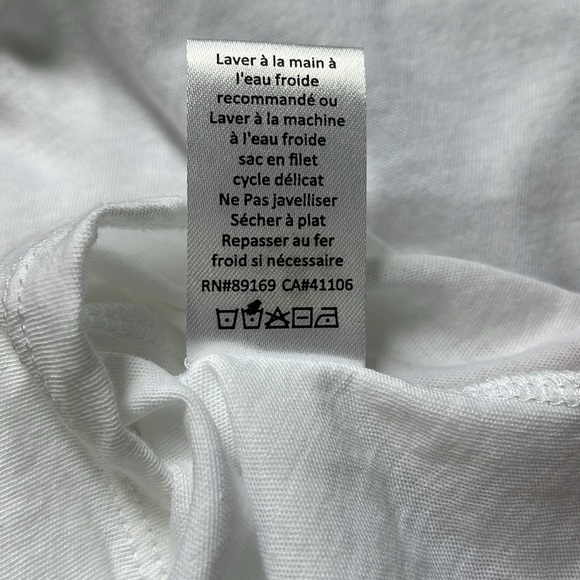 Laver à la main à
l'eau froide
recommandé ou
Laver à la machine
à l'eau froide
sac en filet
cycle délicat
Ne Pas javelliser
Sécher à plat
Repasser au fer
froid si nécessaire
RN#89169 CA#41106